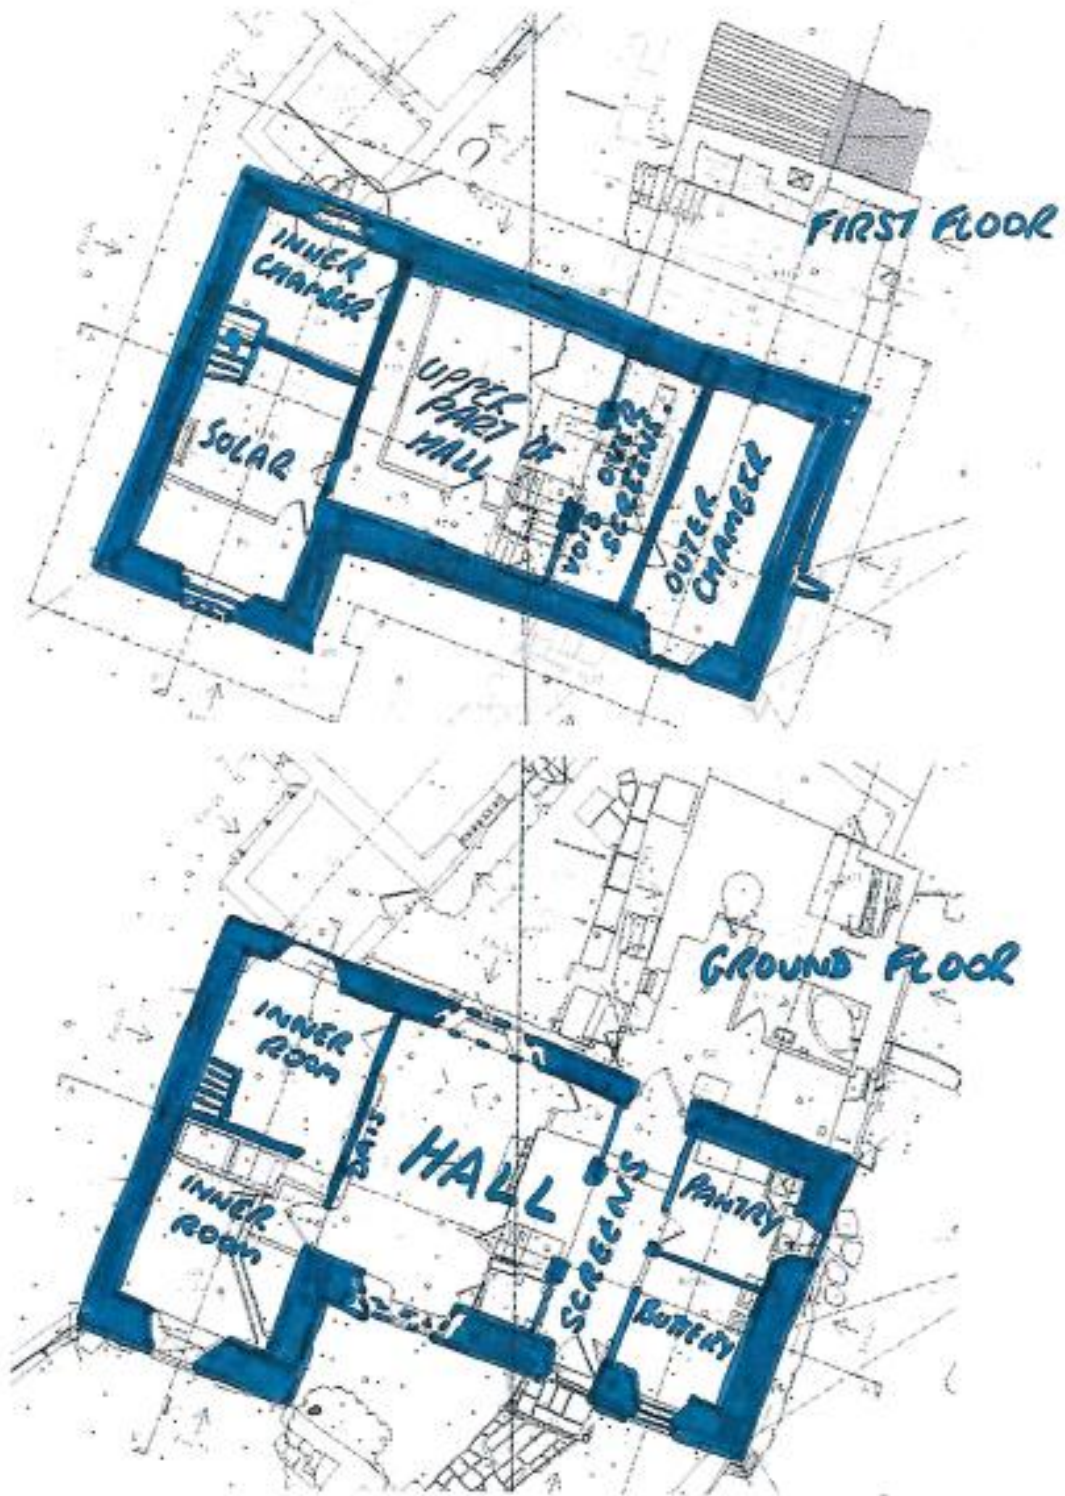 FIRST FLOOR
INNER
CHAMBER
SOLAR
UPPER
PART OF
HALL
VOID OVER
SCREENS
OUTER
CHAMBER
GROUND FLOOR
INNER
ROOM
INNER
ROOM
DAIS
HALL
SCREENS
PANTRY
BUTTERY